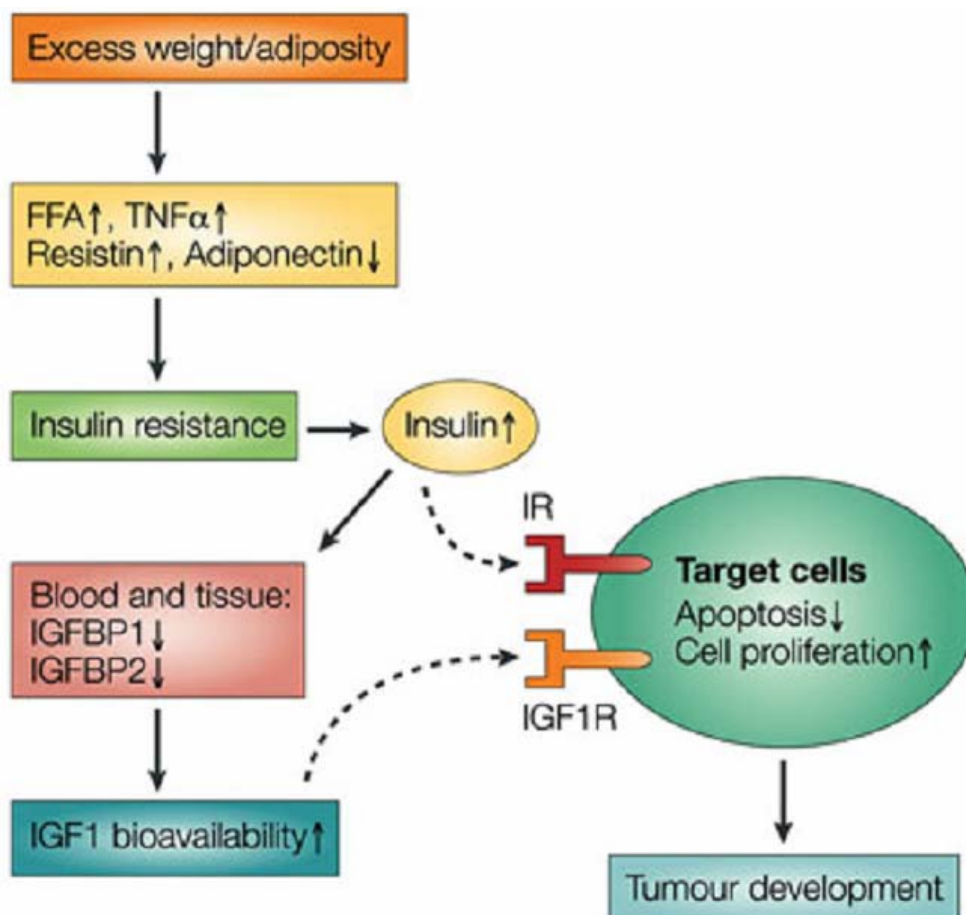 Excess weight/adiposity
FFA↑, TNFα↑
Resistin↑, Adiponectin↓
Insulin resistance
Insulin↑
IR
Target cells
Apoptosis↓
Cell proliferation↑
Blood and tissue:
IGFBP1↓
IGFBP2↓
IGF1R
IGF1 bioavailability↑
Tumour development